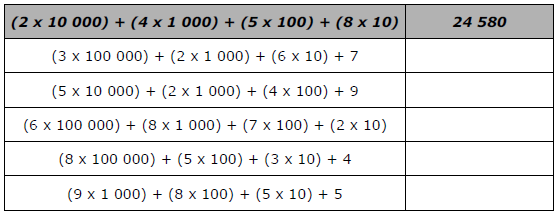 (2 x 10 000) + (4 x 1 000) + (5 x 100) + (8 x 10) 24 580
(3 x 100 000) + (2 x 1 000) + (6 x 10) + 7
(5 x 10 000) + (2 x 1 000) + (4 x 100) + 9
(6 x 100 000) + (8 x 1 000) + (7 x 100) + (2 x 10)
(8 x 100 000) + (5 x 100) + (3 x 10) + 4
(9 x 1 000) + (8 x 100) + (5 x 10) + 5